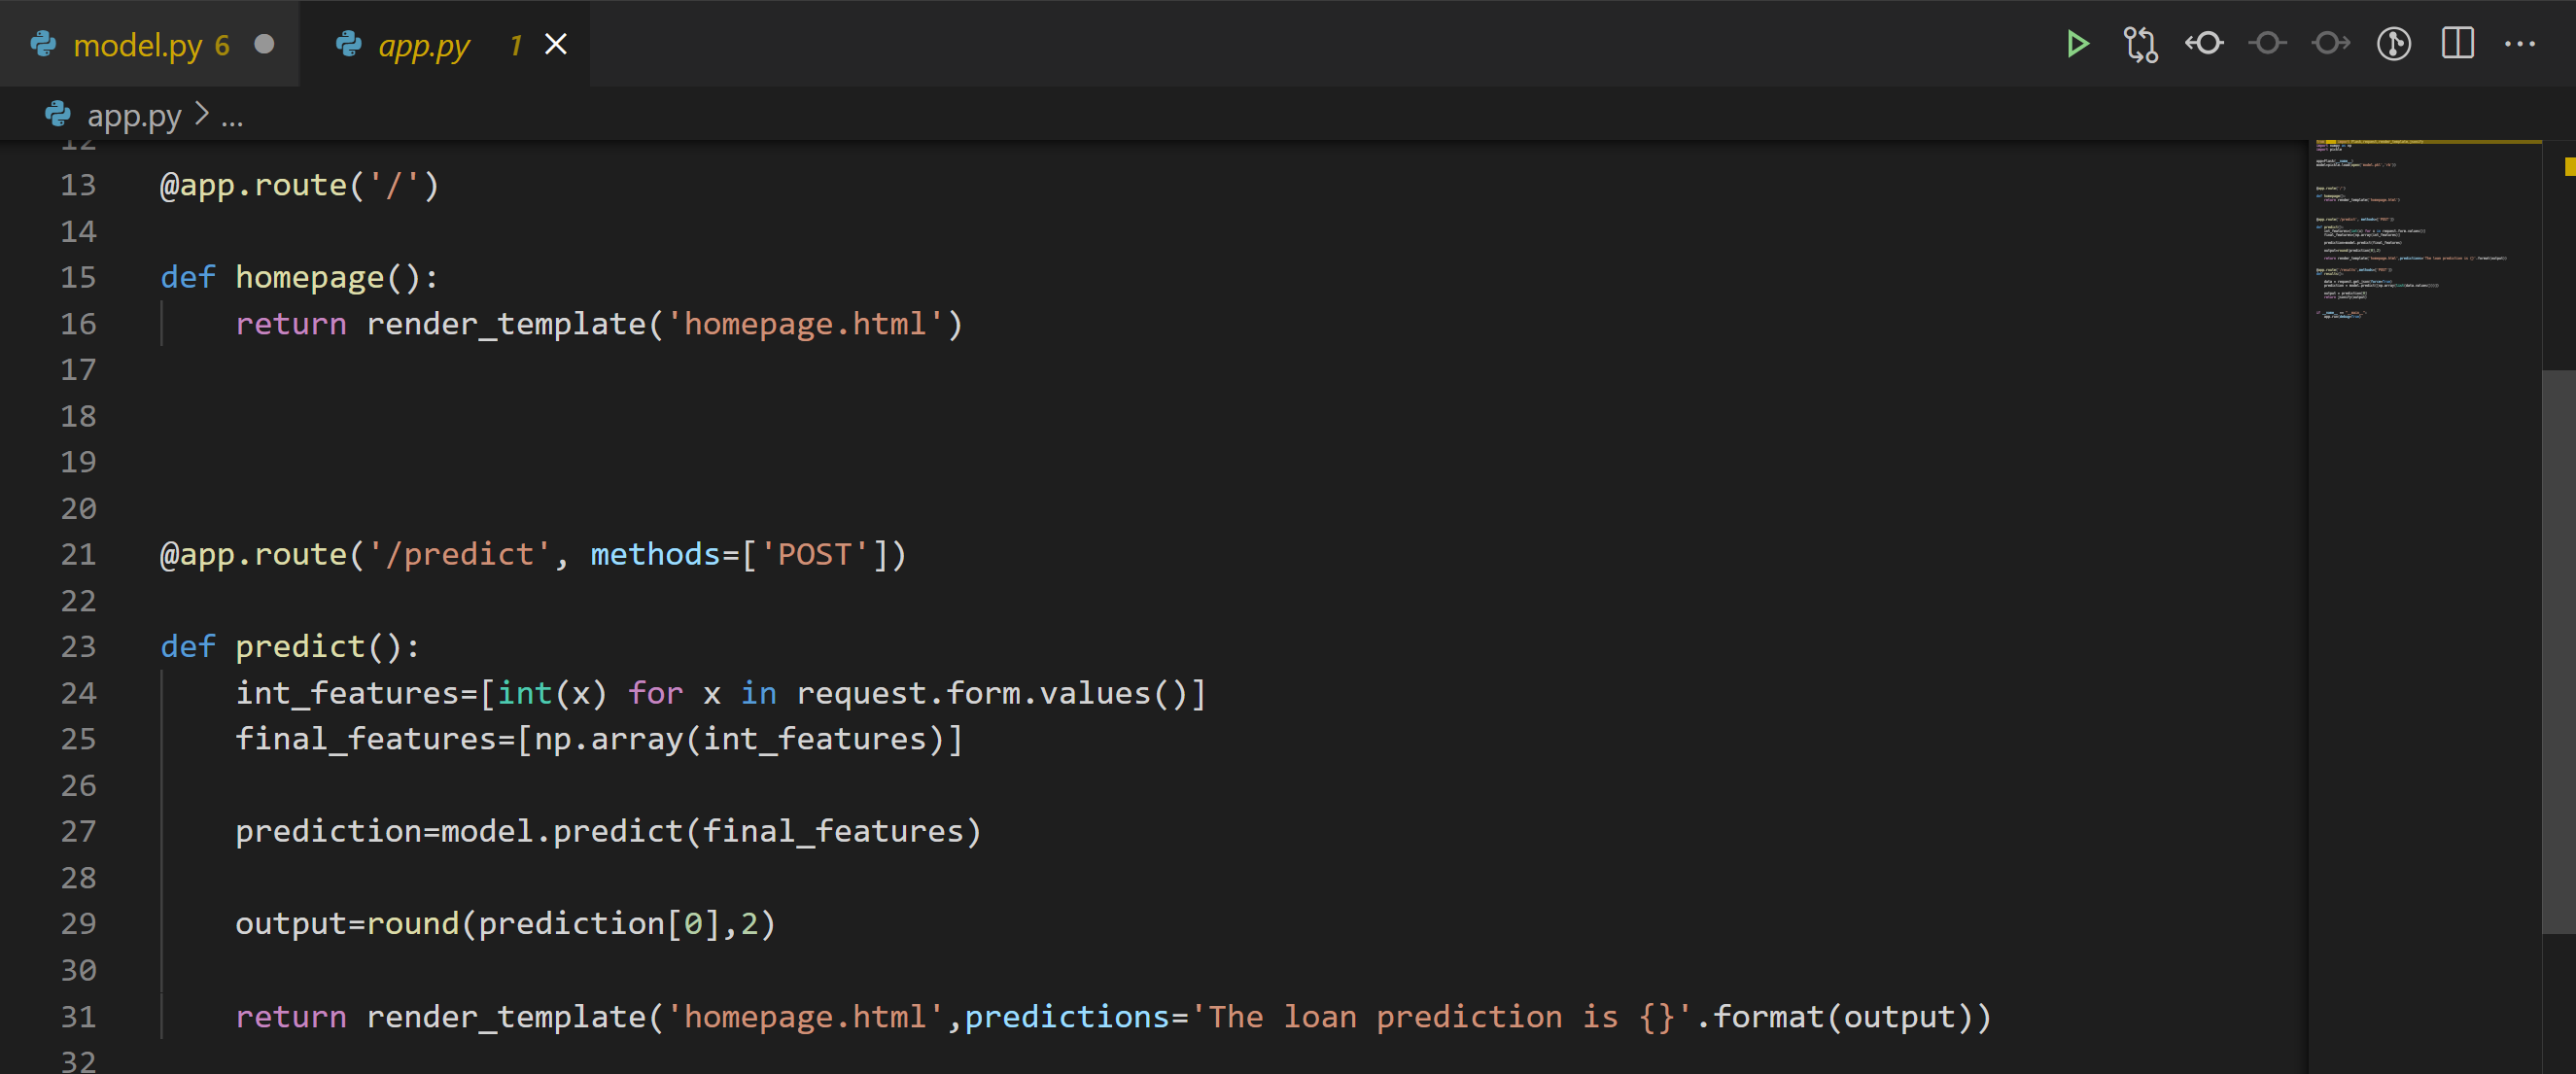 model.py 6
app.py 1
app.py > ...
12
13 @app.route('/')
14
15 def homepage():
16 return render_template('homepage.html')
17
18
19
20
21 @app.route('/predict', methods=['POST'])
22
23 def predict():
24 int_features=[int(x) for x in request.form.values()]
25 final_features=[np.array(int_features)]
26
27 prediction=model.predict(final_features)
28
29 output=round(prediction[0],2)
30
31 return render_template('homepage.html',predictions='The loan prediction is {}'.format(output))
32